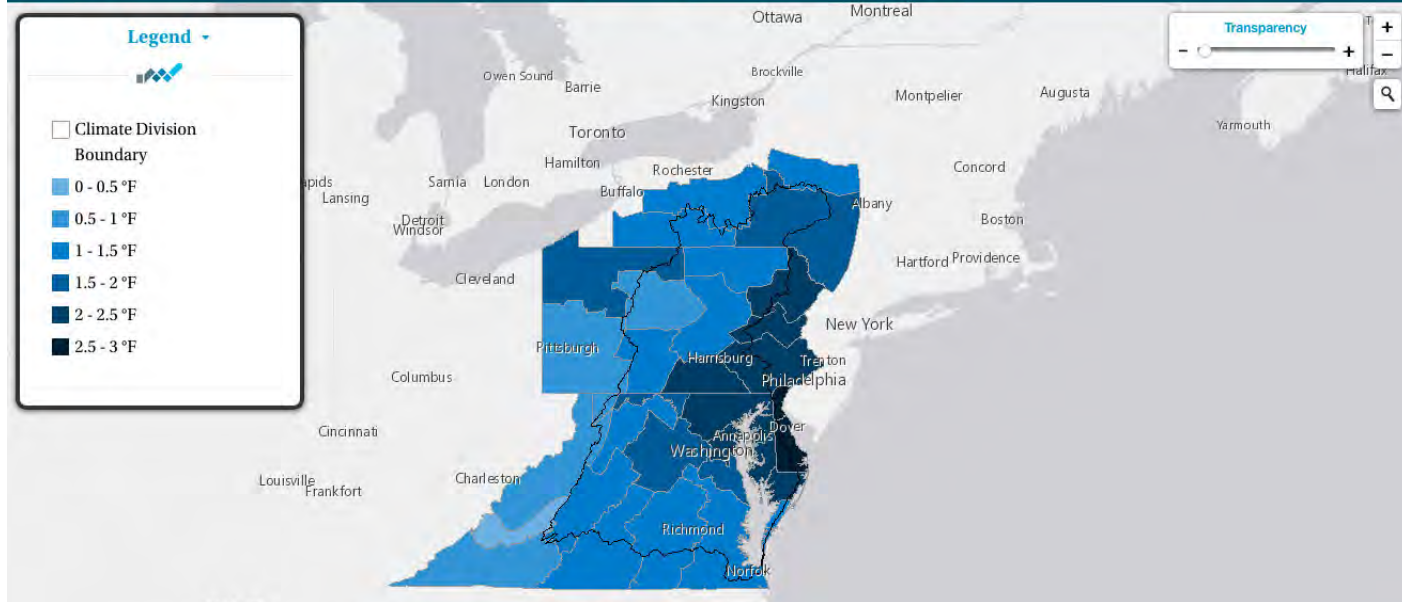 Legend
Climate Division
Boundary
0 - 0.5 °F
0.5 - 1 °F
1 - 1.5 °F
1.5 - 2 °F
2 - 2.5 °F
2.5 - 3 °F
Transparency
-
+
+
-
Ottawa
Montreal
Owen Sound
Barrie
Brockville
Kingston
Montpelier
Augusta
Halifax
Yarmouth
Toronto
Hamilton
Rochester
Concord
apids
Lansing
Sarnia
London
Buffalo
Albany
Boston
Detroit
Windsor
Hartford
Providence
Cleveland
New York
Pittsburgh
Harrisburg
Trenton
Philadelphia
Columbus
Cincinnati
Annapolis
Dover
Washington
Louisville
Frankfort
Charleston
Richmond
Norfolk